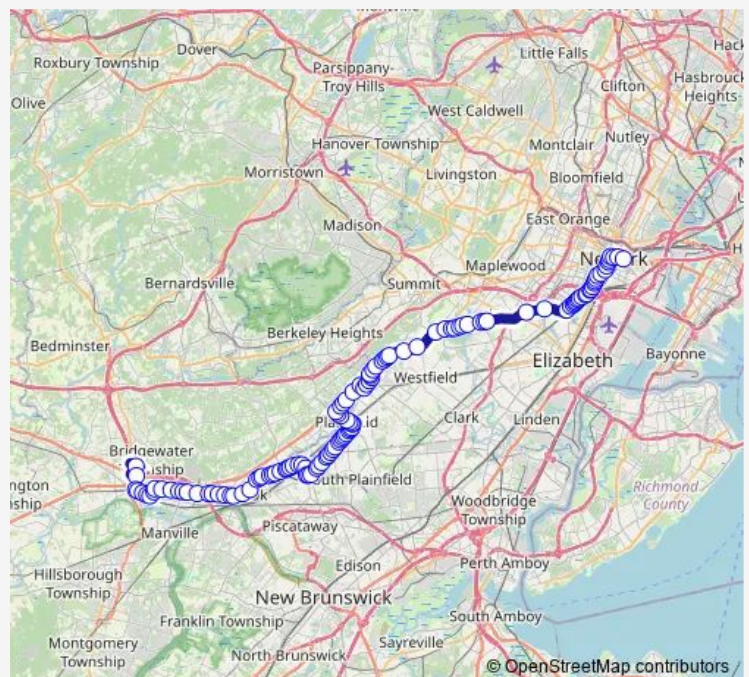 Dover
Roxbury Township
Parsippany-
Troy Hills
Little Falls
Clifton
Hasbrouck
Heights
Olive
West Caldwell
Hanover Township
Montclair
Nutley
Morristown
Livingston
Bloomfield
East Orange
Madison
Maplewood
Bernardsville
Summit
Berkeley Heights
Bedminster
Elizabeth
Bayonne
Westfield
Clark
Linden
Bridgewater
uth Plainfield
ngton
ship
Woodbridge
Township
Richmond
County
Manville
Piscataway
Edison
Perth Amboy
Hillsborough
Township
New Brunswick
Franklin Township
South Amboy
Sayreville
Montgomery
Township
North Brunswick
© OpenStreetMap contributors